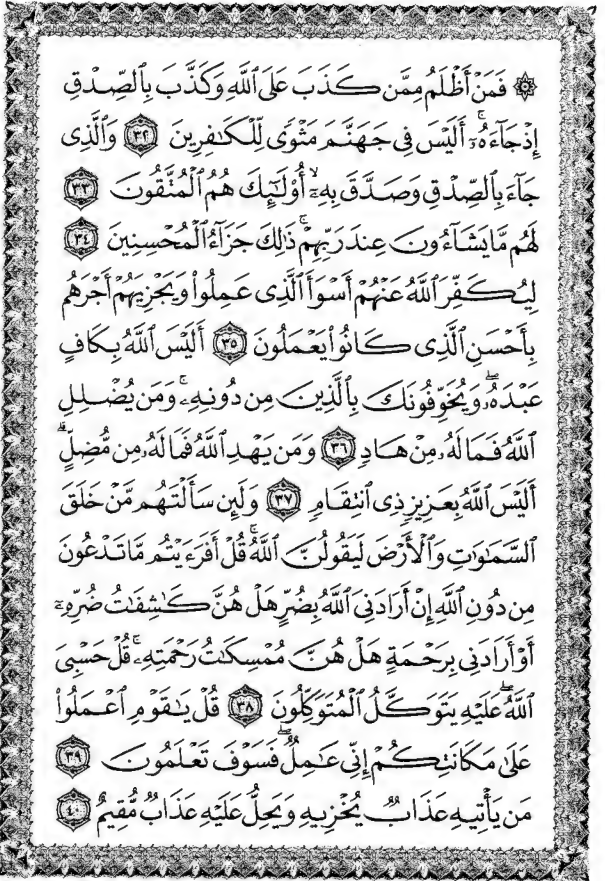 ۞ فَمَنْ أَظْلَمُ مِمَّن كَذَبَ عَلَى ٱللَّهِ وَكَذَّبَ بِٱلصِّدْقِ
إِذْ جَآءَهُۥٓ ۚ أَلَيْسَ فِى جَهَنَّمَ مَثْوًى لِّلْكَـٰفِرِينَ ٣٢ وَٱلَّذِى
جَآءَ بِٱلصِّدْقِ وَصَدَّقَ بِهِۦٓ ۙ أُو۟لَـٰٓئِكَ هُمُ ٱلْمُتَّقُونَ ٣٣
لَهُم مَّا يَشَآءُونَ عِندَ رَبِّهِمْ ۚ ذَٰلِكَ جَزَآءُ ٱلْمُحْسِنِينَ ٣٤
لِيُكَفِّرَ ٱللَّهُ عَنْهُمْ أَسْوَأَ ٱلَّذِى عَمِلُوا۟ وَيَجْزِيَهُمْ أَجْرَهُم
بِأَحْسَنِ ٱلَّذِى كَانُوا۟ يَعْمَلُونَ ٣٥ أَلَيْسَ ٱللَّهُ بِكَافٍ
عَبْدَهُۥ ۖ وَيُخَوِّفُونَكَ بِٱلَّذِينَ مِن دُونِهِۦ ۚ وَمَن يُضْلِلِ
ٱللَّهُ فَمَا لَهُۥ مِنْ هَادٍ ٣٦ وَمَن يَهْدِ ٱللَّهُ فَمَا لَهُۥ مِن مُّضِلٍّ ۗ
أَلَيْسَ ٱللَّهُ بِعَزِيزٍ ذِى ٱنتِقَامٍ ٣٧ وَلَئِن سَأَلْتَهُم مَّنْ خَلَقَ
ٱلسَّمَـٰوَٰتِ وَٱلْأَرْضَ لَيَقُولُنَّ ٱللَّهُ ۚ قُلْ أَفَرَءَيْتُم مَّا تَدْعُونَ
مِن دُونِ ٱللَّهِ إِنْ أَرَادَنِىَ ٱللَّهُ بِضُرٍّ هَلْ هُنَّ كَـٰشِفَـٰتُ ضُرِّهِۦٓ
أَوْ أَرَادَنِى بِرَحْمَةٍ هَلْ هُنَّ مُمْسِكَـٰتُ رَحْمَتِهِۦ ۚ قُلْ حَسْبِىَ
ٱللَّهُ ۖ عَلَيْهِ يَتَوَكَّلُ ٱلْمُتَوَكِّلُونَ ٣٨ قُلْ يَـٰقَوْمِ ٱعْمَلُوا۟
عَلَىٰ مَكَانَتِكُمْ إِنِّى عَـٰمِلٌ ۖ فَسَوْفَ تَعْلَمُونَ ٣٩
مَن يَأْتِيهِ عَذَابٌ يُخْزِيهِ وَيَحِلُّ عَلَيْهِ عَذَابٌ مُّقِيمٌ ٤٠